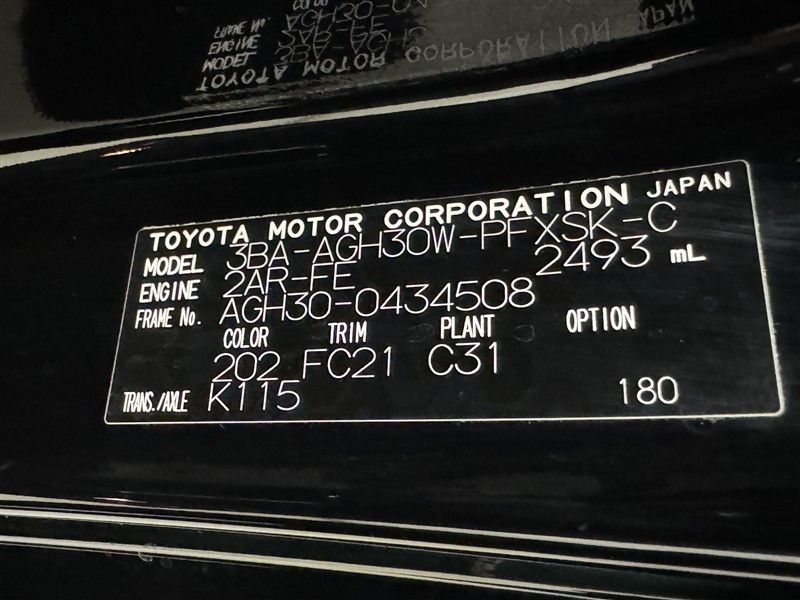 TOYOTA MOTOR CORPORATION JAPAN
MODEL 3BA-AGH30W-PFXSK-C
ENGINE 2AR-FE 2493 mL
FRAME No. AGH30-0434508
COLOR TRIM PLANT OPTION
202 FC21 C31
TRANS./AXLE K115 180